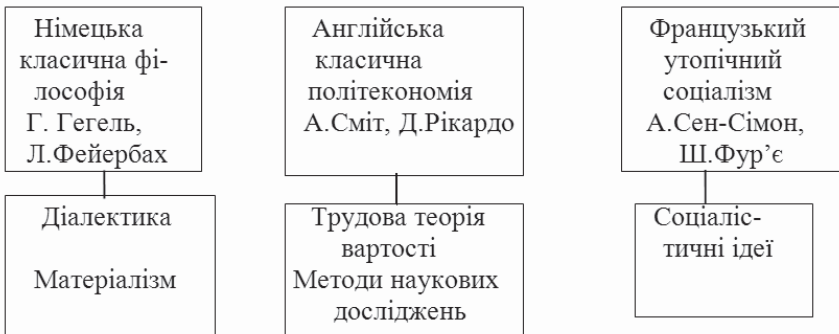 Німецька
класична фі-
лософія
Г. Гегель,
Л.Фейербах
Англійська
класична
політекономія
А.Сміт, Д.Рікардо
Французький
утопічний
соціалізм
А.Сен-Сімон,
Ш.Фур’є
Діалектика
Матеріалізм
Трудова теорія
вартості
Методи наукових
досліджень
Соціаліс-
тичні ідеї